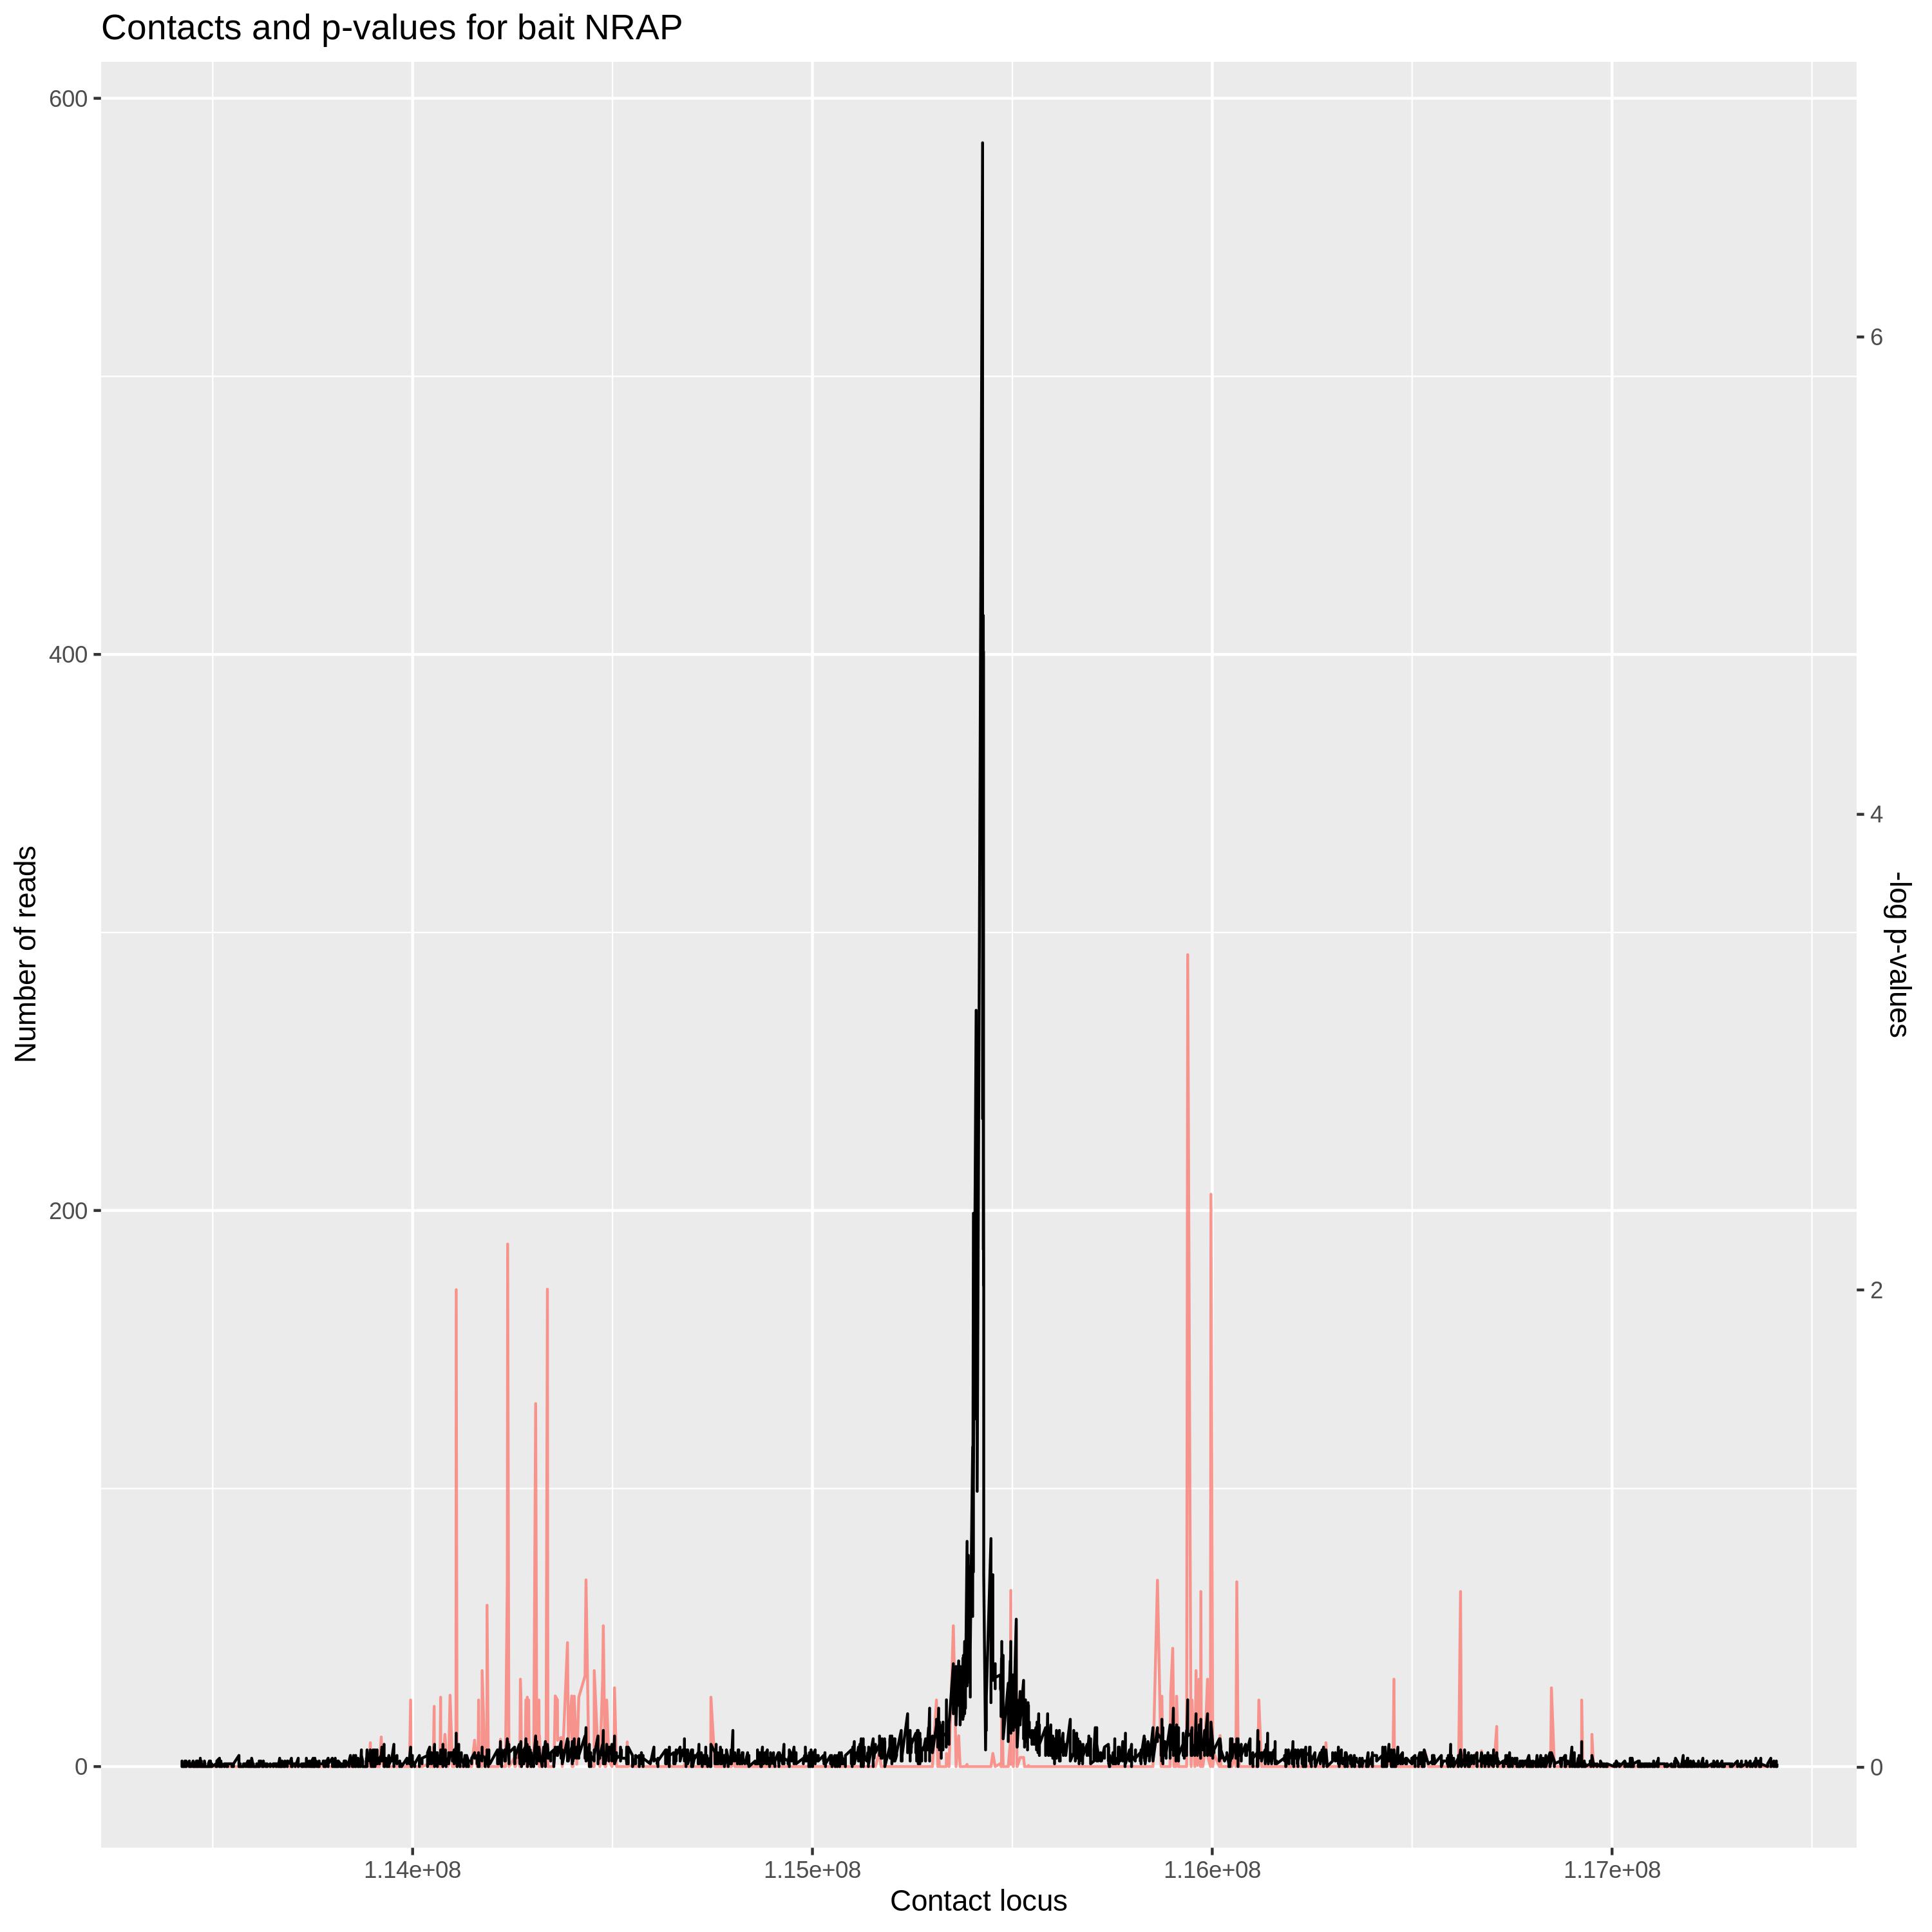 Contacts and p-values for bait NRAP
600
400
200
0
Number of reads
6
4
2
0
-log p-values
1.14e+08
1.15e+08
1.16e+08
1.17e+08
Contact locus